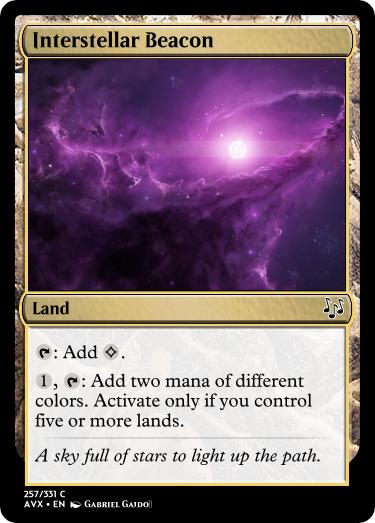 Interstellar Beacon
Land
: Add .
1, : Add two mana of different
colors. Activate only if you control
five or more lands.
A sky full of stars to light up the path.
257/331 C
AVX • EN Gabriel Gajdo